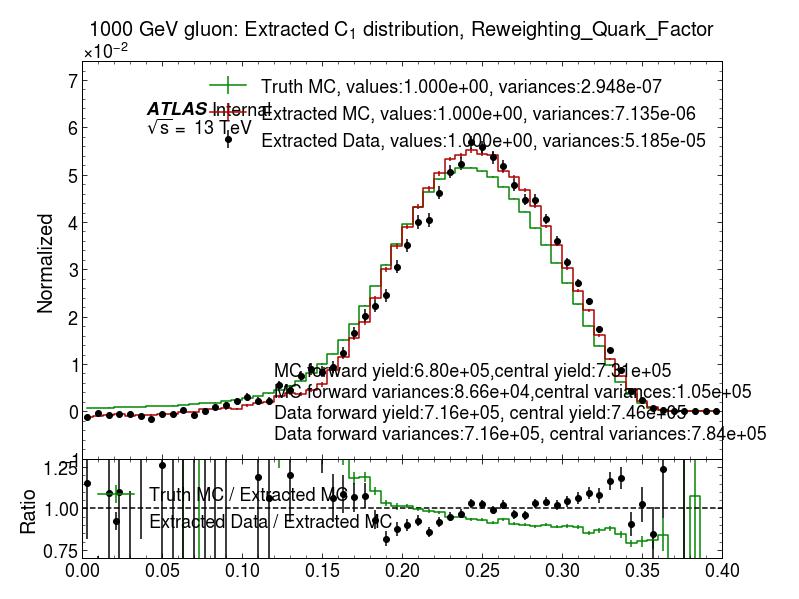 1000 GeV gluon: Extracted C₁ distribution, Reweighting_Quark_Factor
×10⁻²
Truth MC, values:1.000e+00, variances:2.948e-07
ATLAS Internal
Extracted MC, values:1.000e+00, variances:7.135e-06
√s = 13 TeV
Extracted Data, values:1.000e+00, variances:5.185e-05
Normalized
7
6
5
4
3
2
1
0
MC forward yield:6.80e+05,central yield:7.31e+05
MC forward variances:8.66e+04,central variances:1.05e+05
Data forward yield:7.16e+05, central yield:7.46e+05
Data forward variances:7.16e+05, central variances:7.84e+05
Ratio
1.25
1.00
0.75
Truth MC / Extracted MC
Extracted Data / Extracted MC
0.00 0.05 0.10 0.15 0.20 0.25 0.30 0.35 0.40